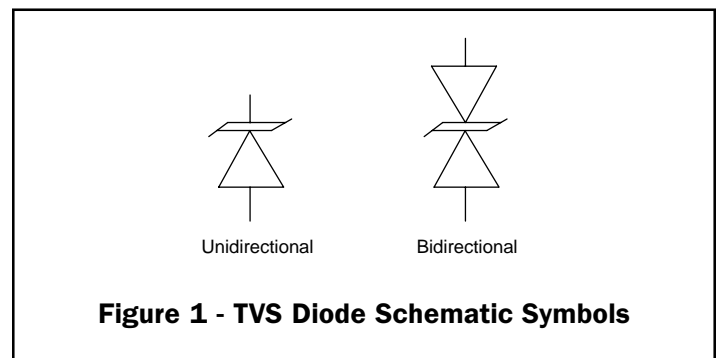 Unidirectional
Bidirectional
Figure 1 - TVS Diode Schematic Symbols